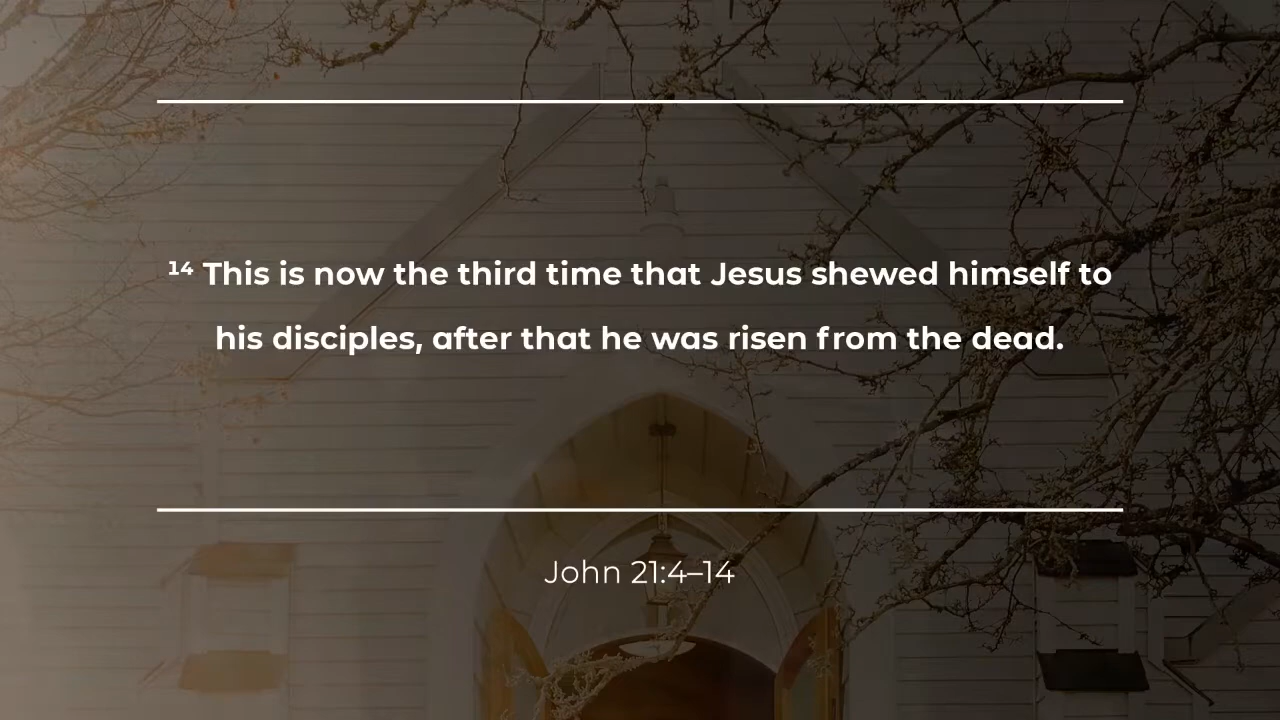 ¹⁴ This is now the third time that Jesus shewed himself to
his disciples, after that he was risen from the dead.
John 21:4–14